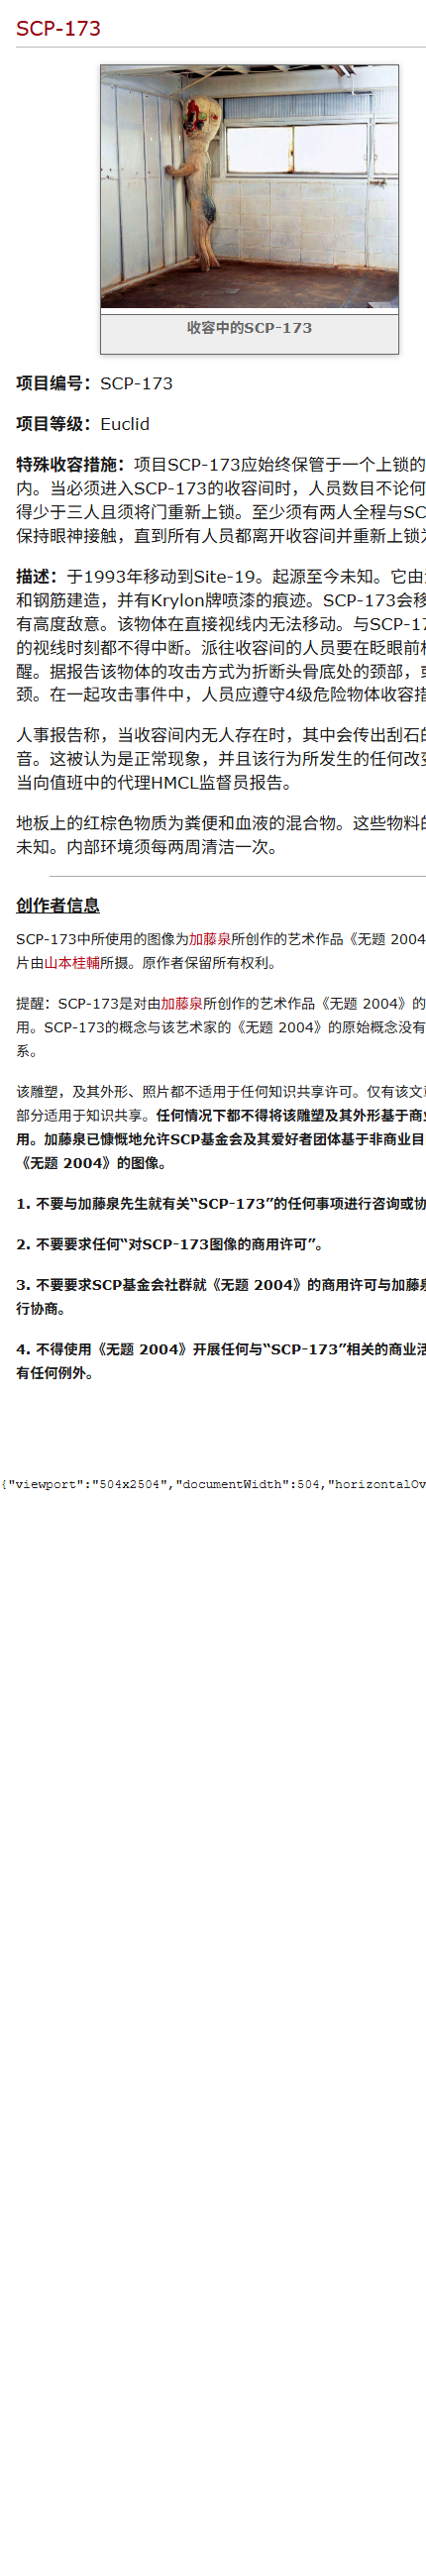 SCP-173
收容中的SCP-173
项目编号：SCP-173
项目等级：Euclid
特殊收容措施：项目SCP-173应始终保管于一个上锁的
内。当必须进入SCP-173的收容间时，人员数目不论何
得少于三人且须将门重新上锁。至少须有两人全程与SC
保持眼神接触，直到所有人员都离开收容间并重新上锁
描述：于1993年移动到Site-19。起源至今未知。它由
和钢筋建造，并有Krylon牌喷漆的痕迹。SCP-173会移
有高度敌意。该物体在直接视线内无法移动。与SCP-17
的视线时刻都不得中断。派往收容间的人员要在眨眼前
醒。据报告该物体的攻击方式为折断头骨底处的颈部，或
颈。在一起攻击事件中，人员应遵守4级危险物体收容措
人事报告称，当收容间内无人存在时，其中会传出刮石的
音。这被认为是正常现象，并且该行为所发生的任何改变
当向值班中的代理HMCL监督员报告。
地板上的红棕色物质为粪便和血液的混合物。这些物料的
未知。内部环境须每两周清洁一次。
创作者信息
SCP-173中所使用的图像为加藤泉所创作的艺术作品《无题 2004
片由山本桂輔所摄。原作者保留所有权利。
提醒：SCP-173是对由加藤泉所创作的艺术作品《无题 2004》的
用。SCP-173的概念与该艺术家的《无题 2004》的原始概念没有
系。
该雕塑，及其外形、照片都不适用于任何知识共享许可。仅有该文章
部分适用于知识共享。任何情况下都不得将该雕塑及其外形基于商业
用。加藤泉已慷慨地允许SCP基金会及其爱好者团体基于非商业目
《无题 2004》的图像。
1. 不要与加藤泉先生就有关“SCP-173”的任何事项进行咨询或协
2. 不要要求任何“对SCP-173图像的商用许可”。
3. 不要要求SCP基金会社群就《无题 2004》的商用许可与加藤泉
行协商。
4. 不得使用《无题 2004》开展任何与“SCP-173”相关的商业活
有任何例外。
{"viewport":"504x2504","documentWidth":504,"horizontalOv